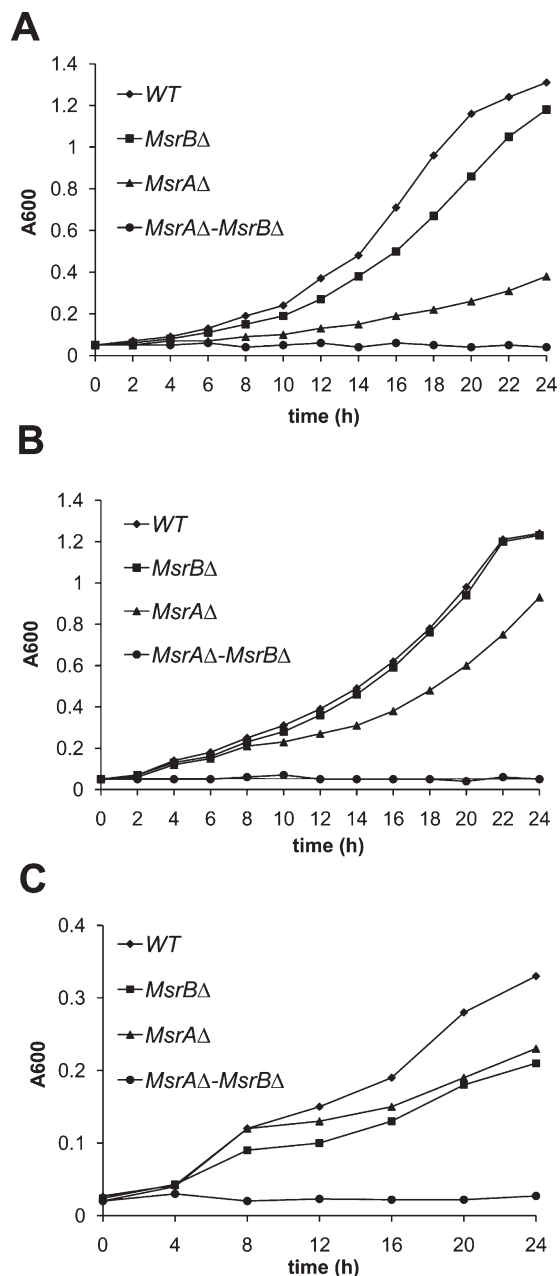 A
1.4
1.2
1
0.8
0.6
0.4
0.2
0
A600
WT
MsrBΔ
MsrAΔ
MsrAΔ-MsrBΔ
0 2 4 6 8 10 12 14 16 18 20 22 24
time (h)
B
1.4
1.2
1
0.8
0.6
0.4
0.2
0
A600
WT
MsrBΔ
MsrAΔ
MsrAΔ-MsrBΔ
0 2 4 6 8 10 12 14 16 18 20 22 24
time (h)
C
0.4
0.3
0.2
0.1
0
A600
WT
MsrBΔ
MsrAΔ
MsrAΔ-MsrBΔ
0 4 8 12 16 20 24
time (h)